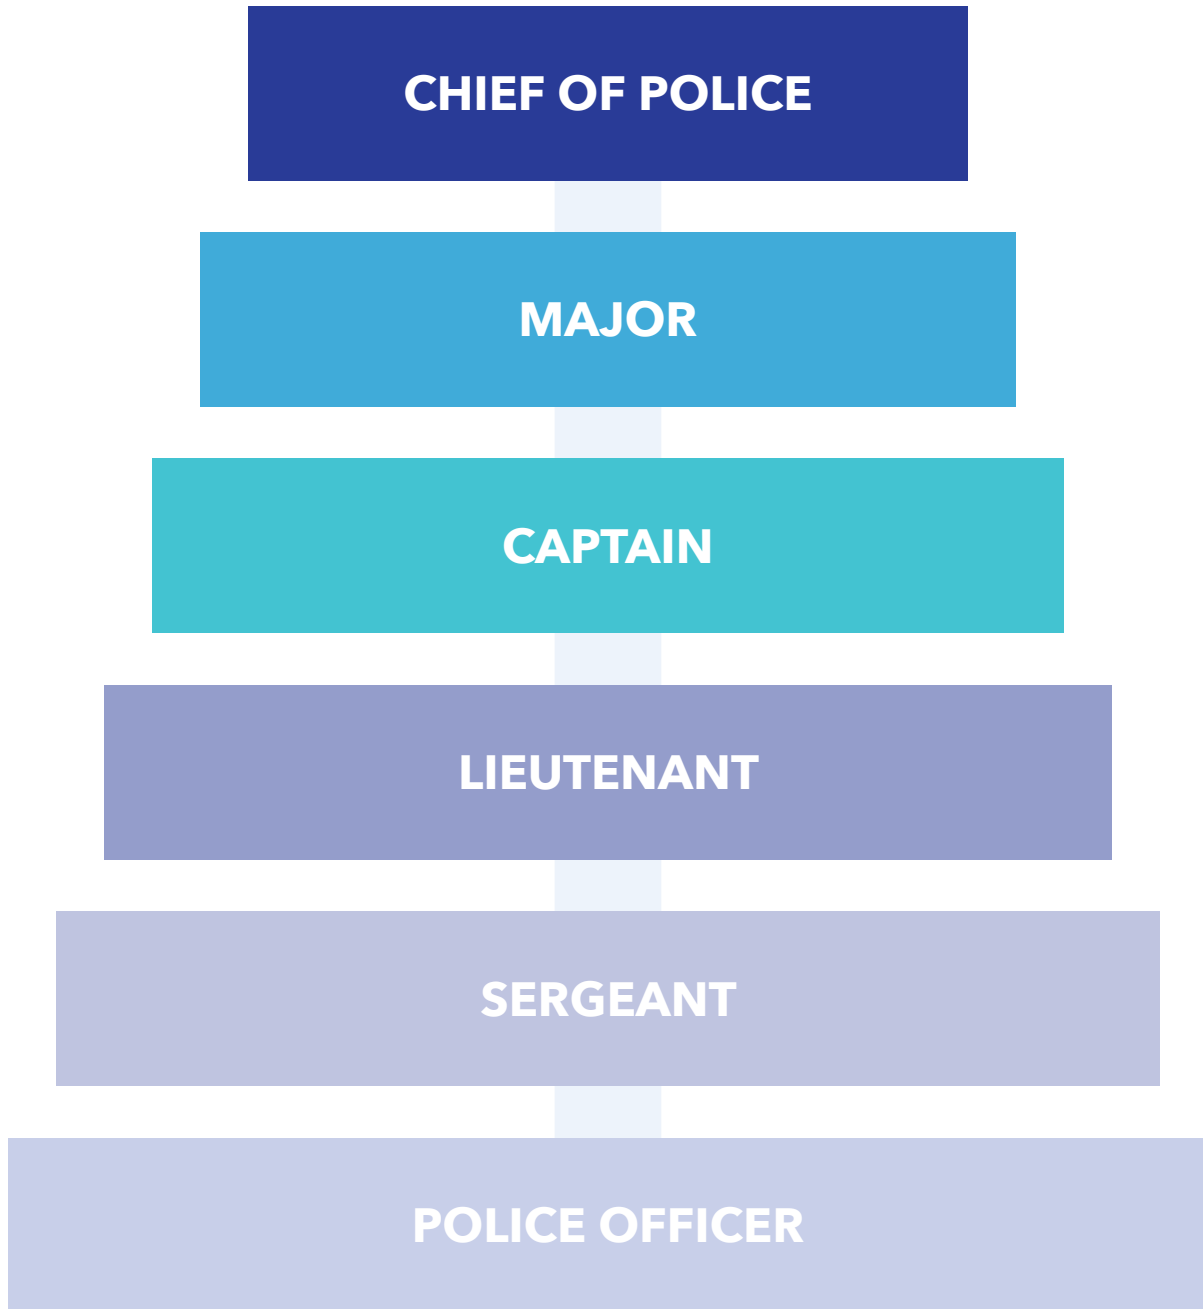 CHIEF OF POLICE
MAJOR
CAPTAIN
LIEUTENANT
SERGEANT
POLICE OFFICER